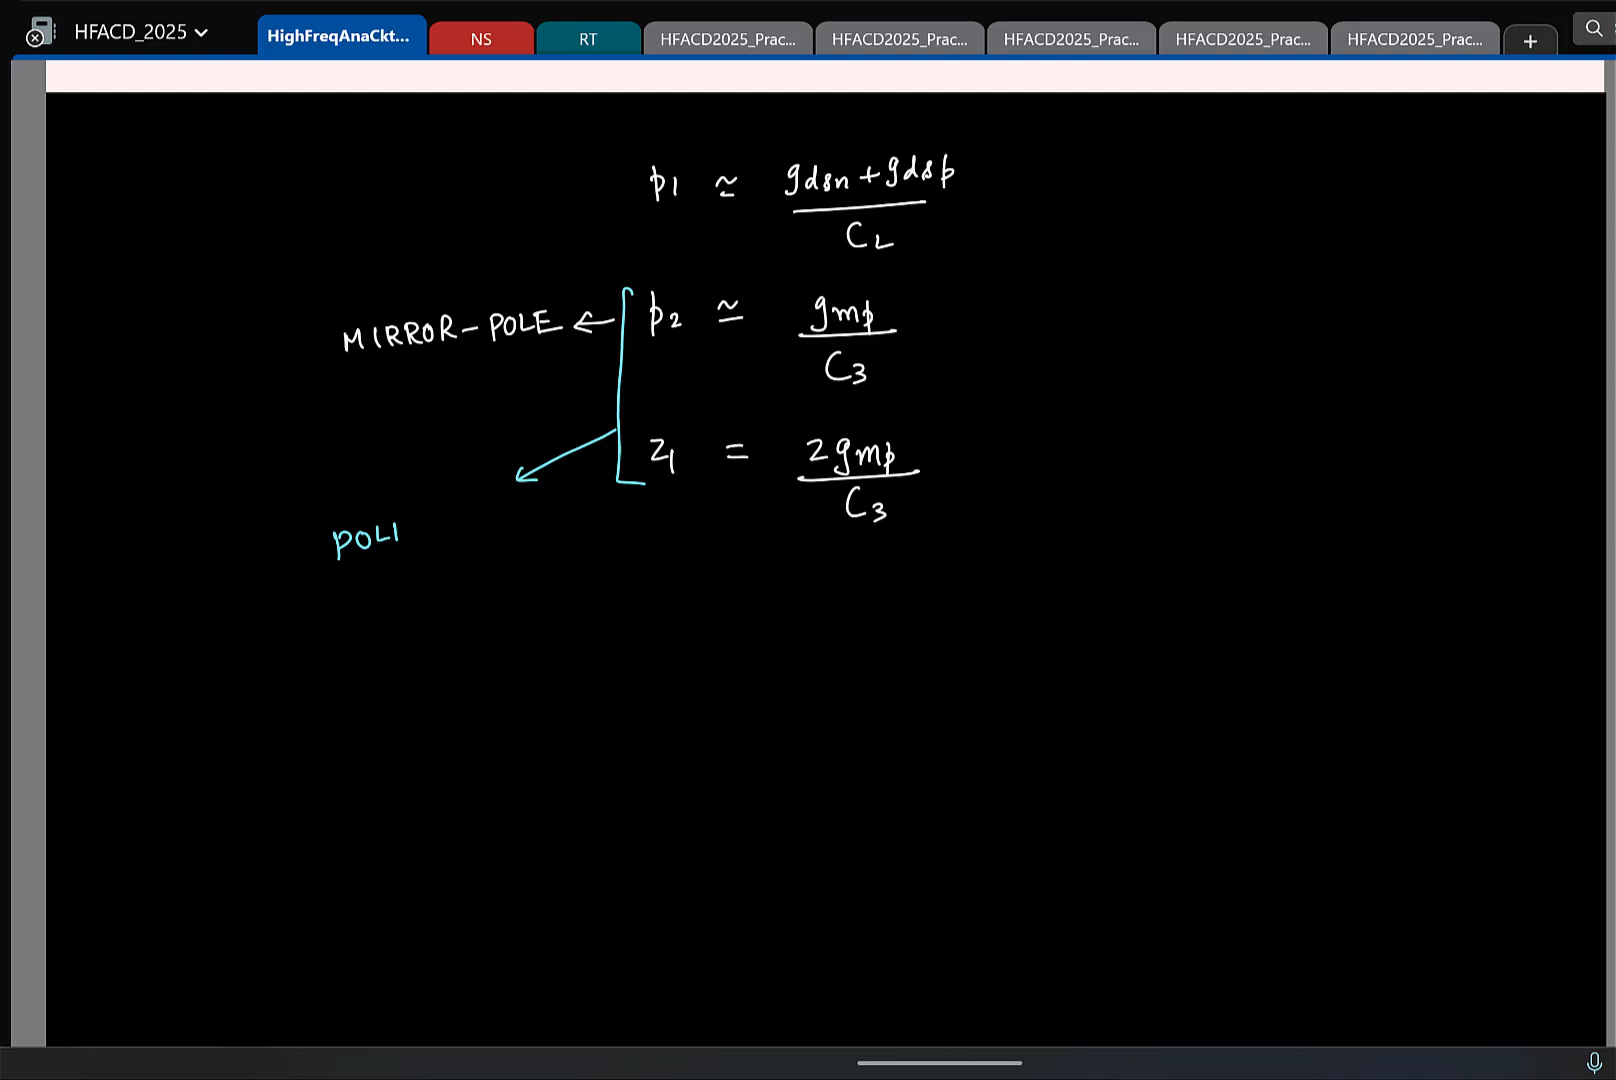 HFACD_2025
HighFreqAnaCkt... NS RT HFACD2025_Prac... HFACD2025_Prac... HFACD2025_Prac... HFACD2025_Prac... HFACD2025_Prac... +
p1 ≃ gdsn + gdsp / CL
MIRROR-POLE ← p2 ≃ gmp / C3
z1 = 2gmp / C3
POLI